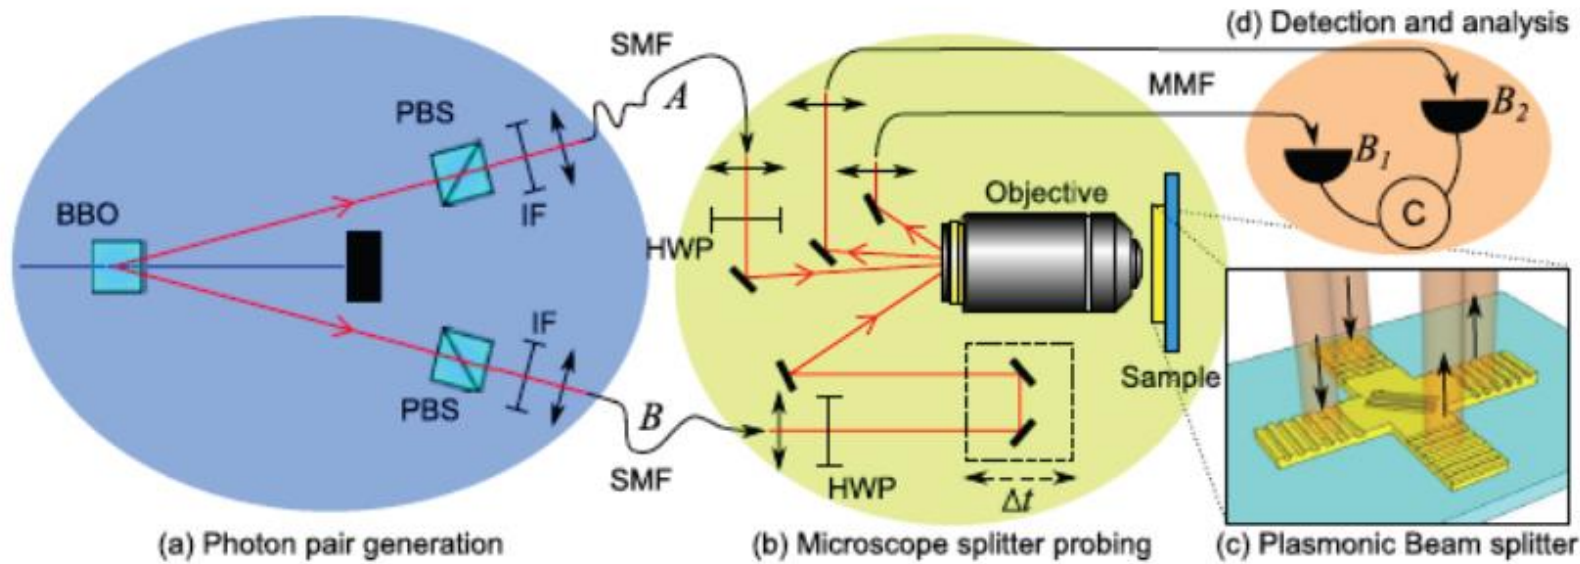 (d) Detection and analysis
SMF
A
PBS
MMF
B2
B1
IF
Objective
BBO
C
HWP
IF
PBS
B
Sample
SMF
HWP
Δt
(a) Photon pair generation
(b) Microscope splitter probing
(c) Plasmonic Beam splitter